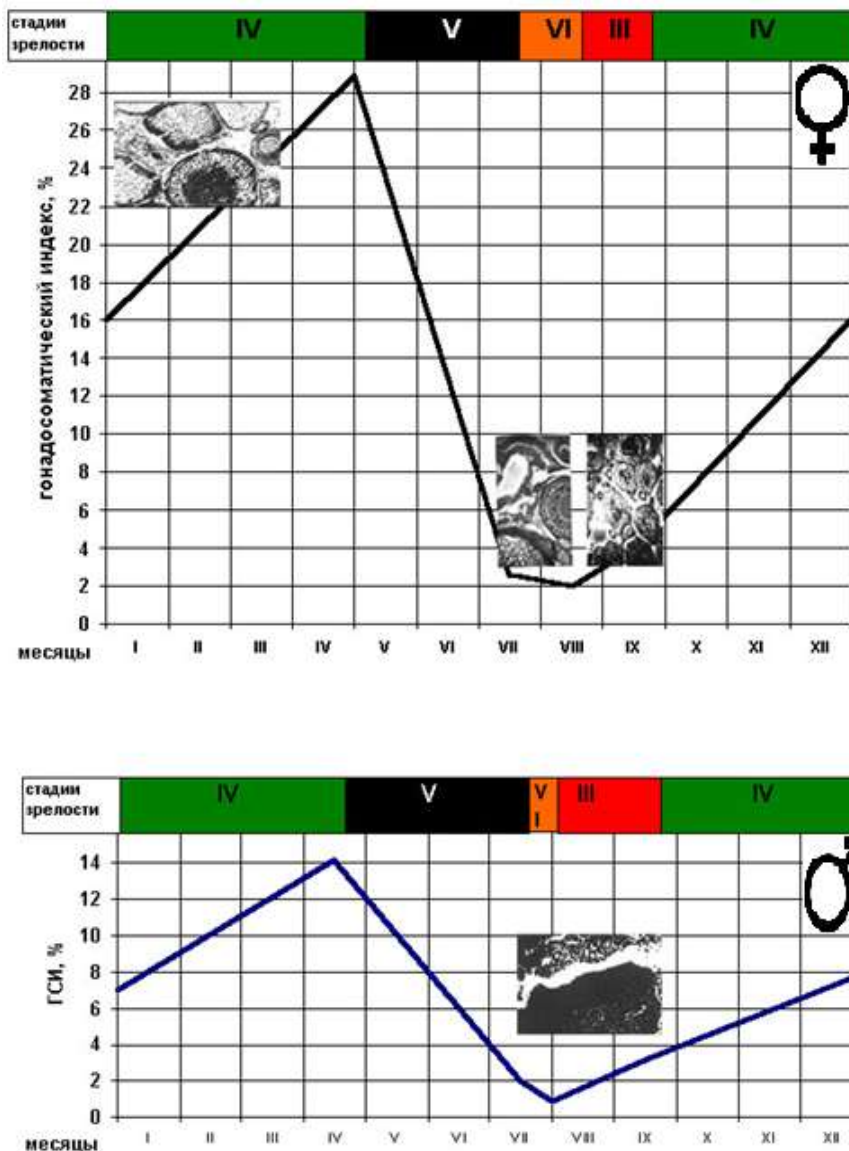 стадии
зрелости
IV V VI III IV
28
26
24
22
20
18
16
14
12
10
8
6
4
2
0
гонадосоматический индекс, %
месяцы I II III IV V VI VII VIII IX X XI XII
стадии
зрелости
IV V V
I III IV
14
12
10
8
6
4
2
0
ГСИ, %
месяцы I II III IV V VI VII VIII IX X XI XII